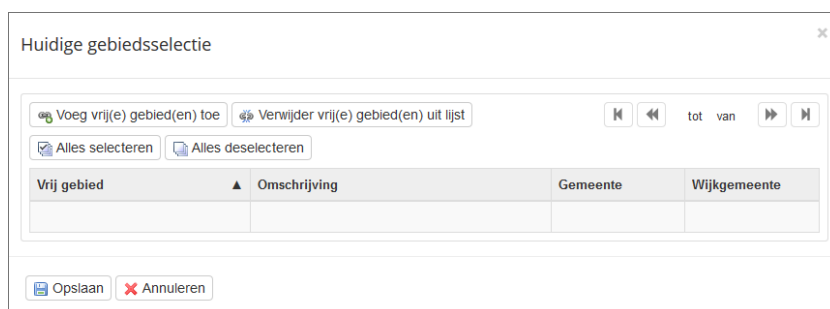 Huidige gebiedsselectie
×
Voeg vrij(e) gebied(en) toe Verwijder vrij(e) gebied(en) uit lijst tot van
Alles selecteren Alles deselecteren
Vrij gebied ▲ Omschrijving Gemeente Wijkgemeente
Opslaan Annuleren